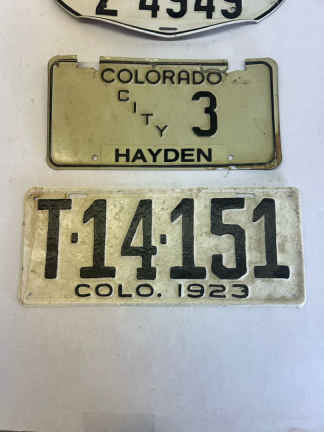 Z 4949
COLORADO
CITY 3
HAYDEN
T·14·151
COLO. 1923